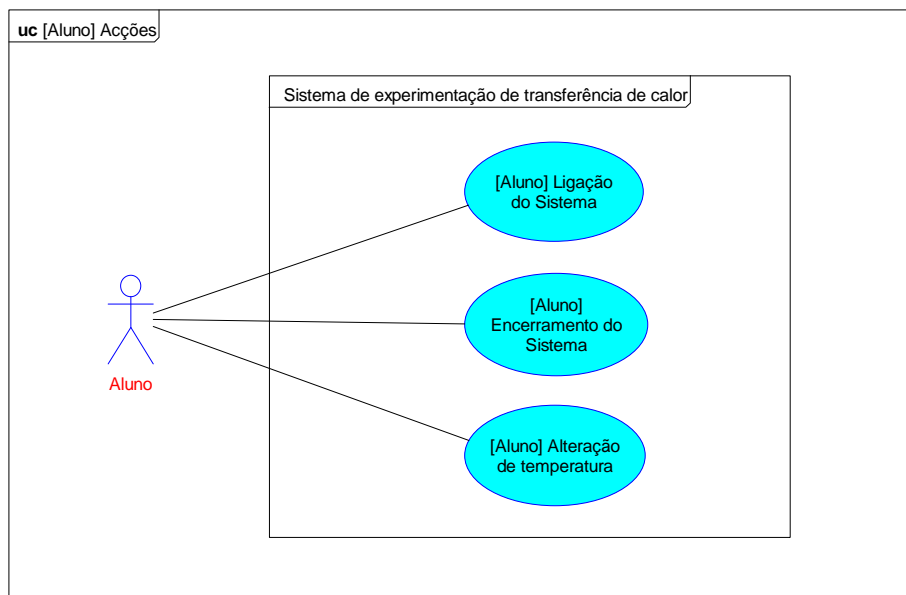 uc [Aluno] Acções
Sistema de experimentação de transferência de calor
[Aluno] Ligação
do Sistema
[Aluno]
Encerramento do
Sistema
Aluno
[Aluno] Alteração
de temperatura